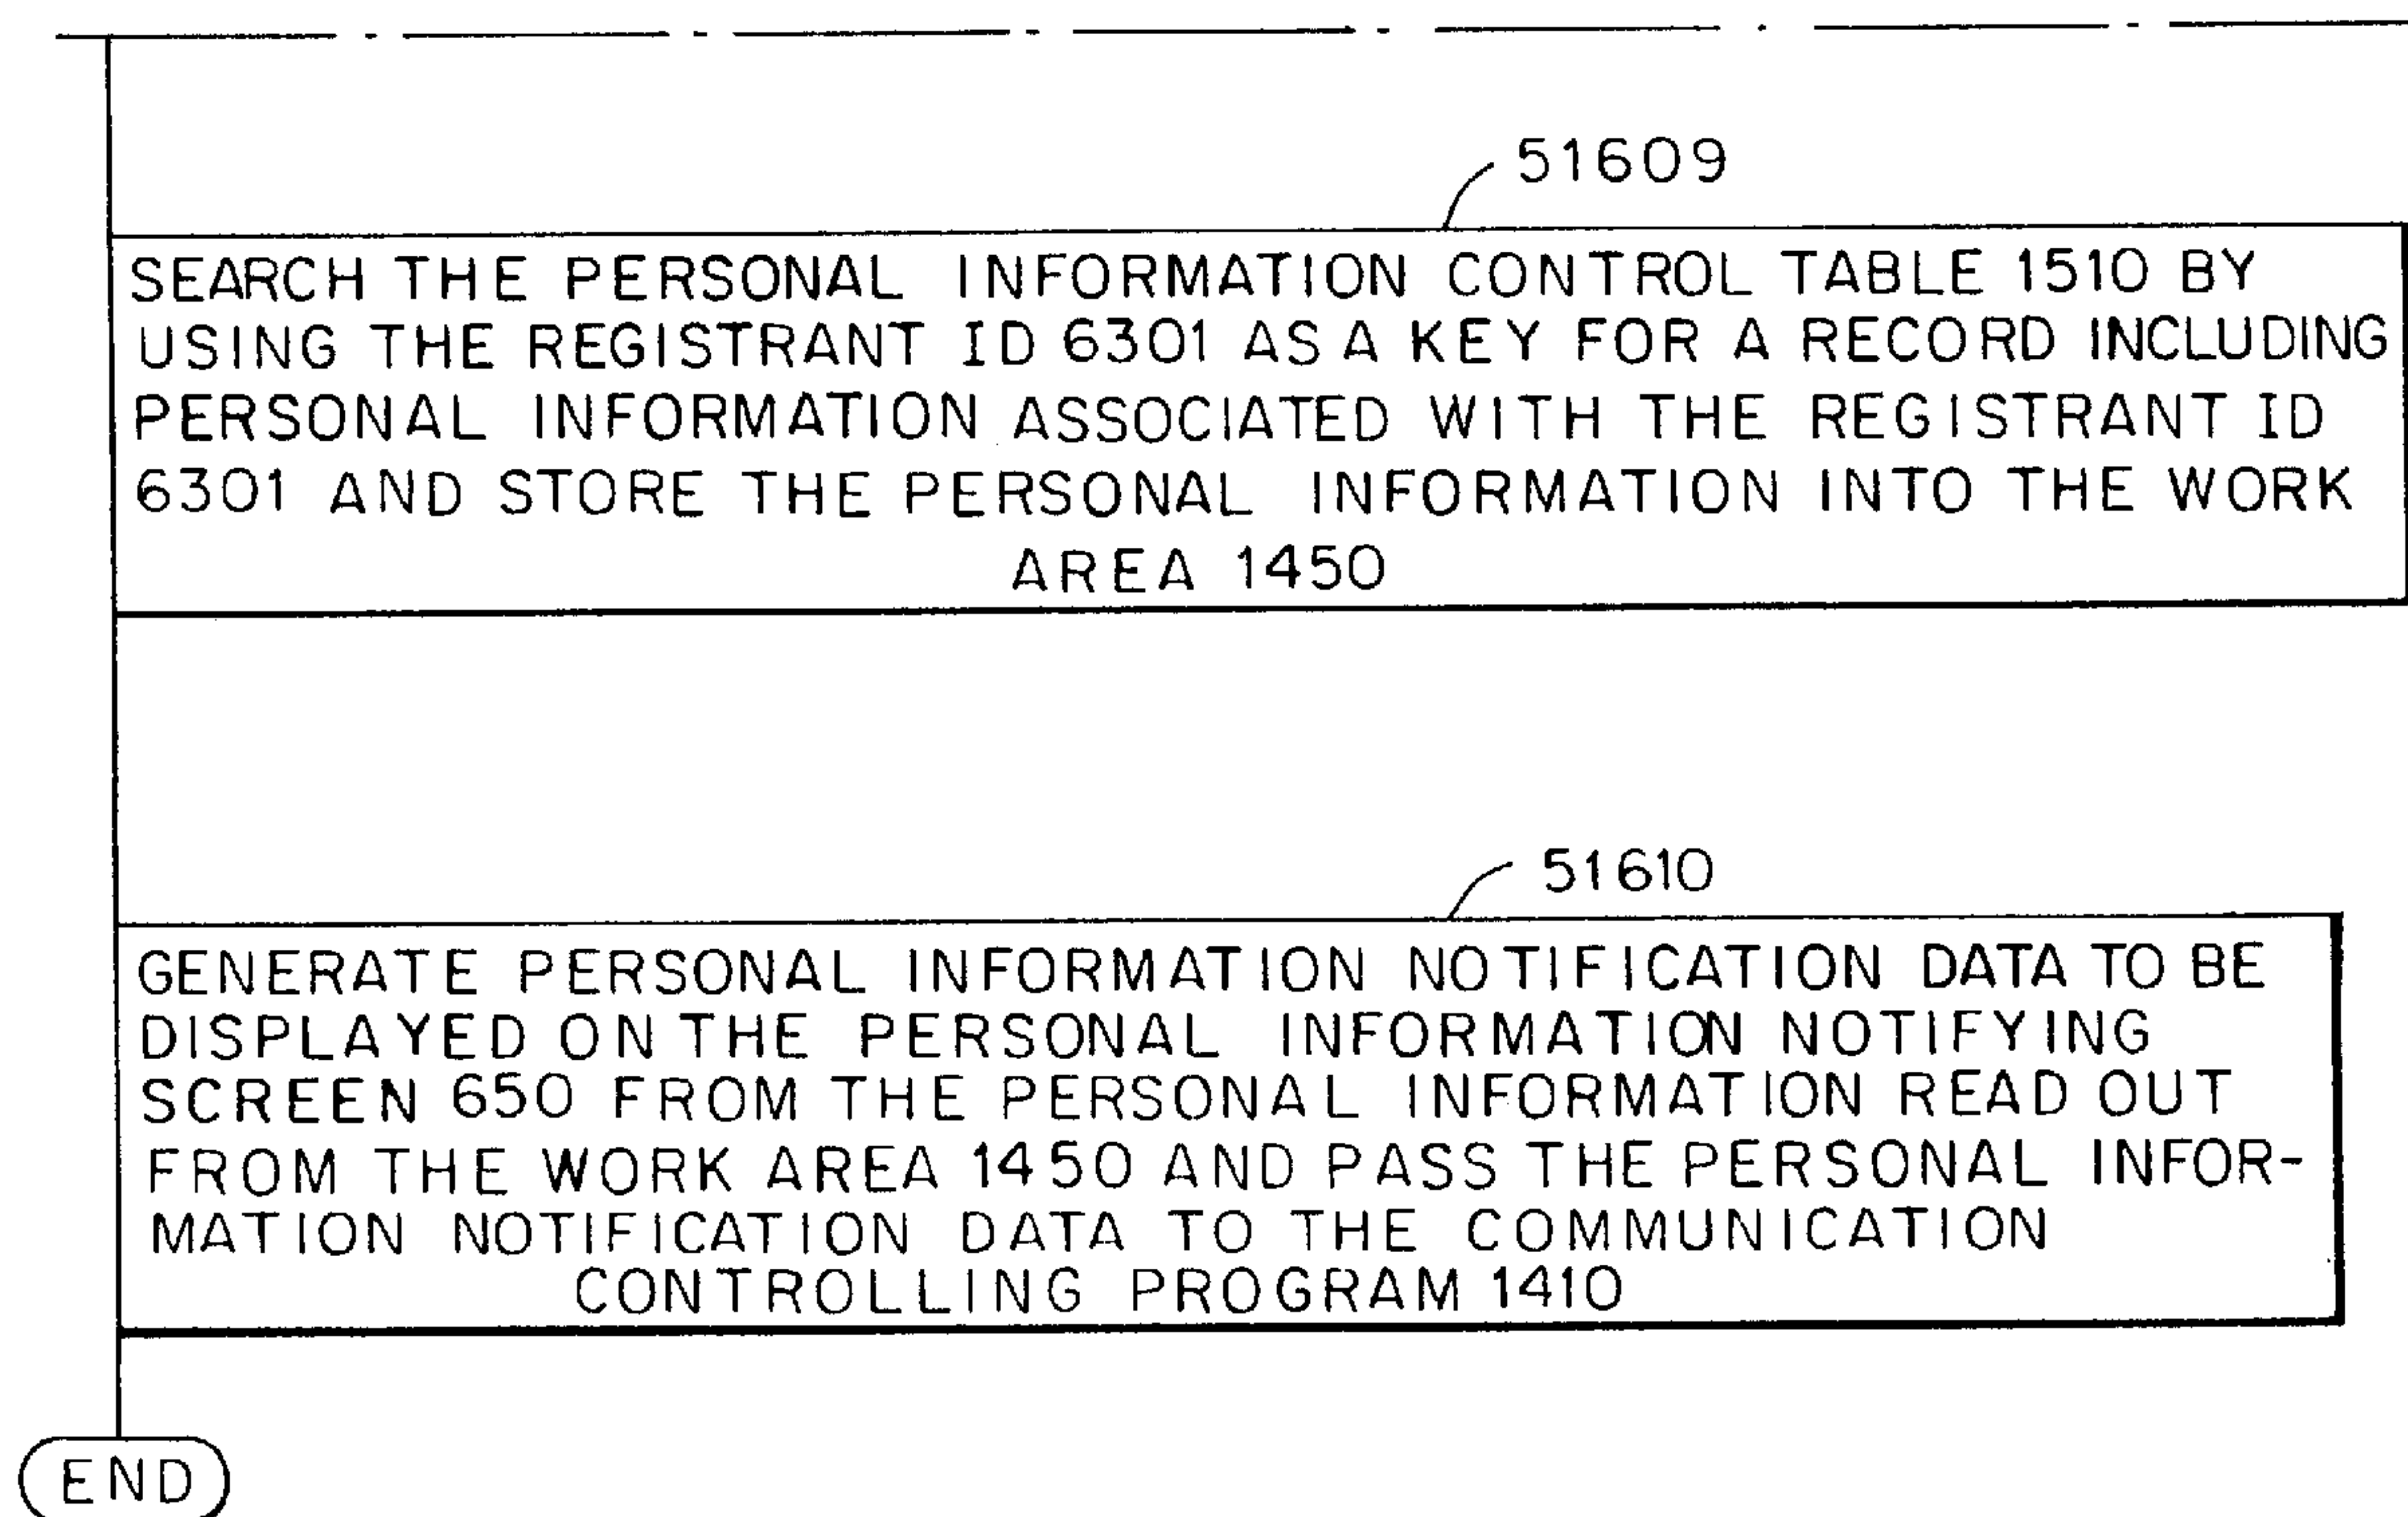 51609
SEARCH THE PERSONAL INFORMATION CONTROL TABLE 1510 BY
USING THE REGISTRANT ID 6301 AS A KEY FOR A RECORD INCLUDING
PERSONAL INFORMATION ASSOCIATED WITH THE REGISTRANT ID
6301 AND STORE THE PERSONAL INFORMATION INTO THE WORK
AREA 1450
51610
GENERATE PERSONAL INFORMATION NOTIFICATION DATA TO BE
DISPLAYED ON THE PERSONAL INFORMATION NOTIFYING
SCREEN 650 FROM THE PERSONAL INFORMATION READ OUT
FROM THE WORK AREA 1450 AND PASS THE PERSONAL INFOR-
MATION NOTIFICATION DATA TO THE COMMUNICATION
CONTROLLING PROGRAM 1410
END